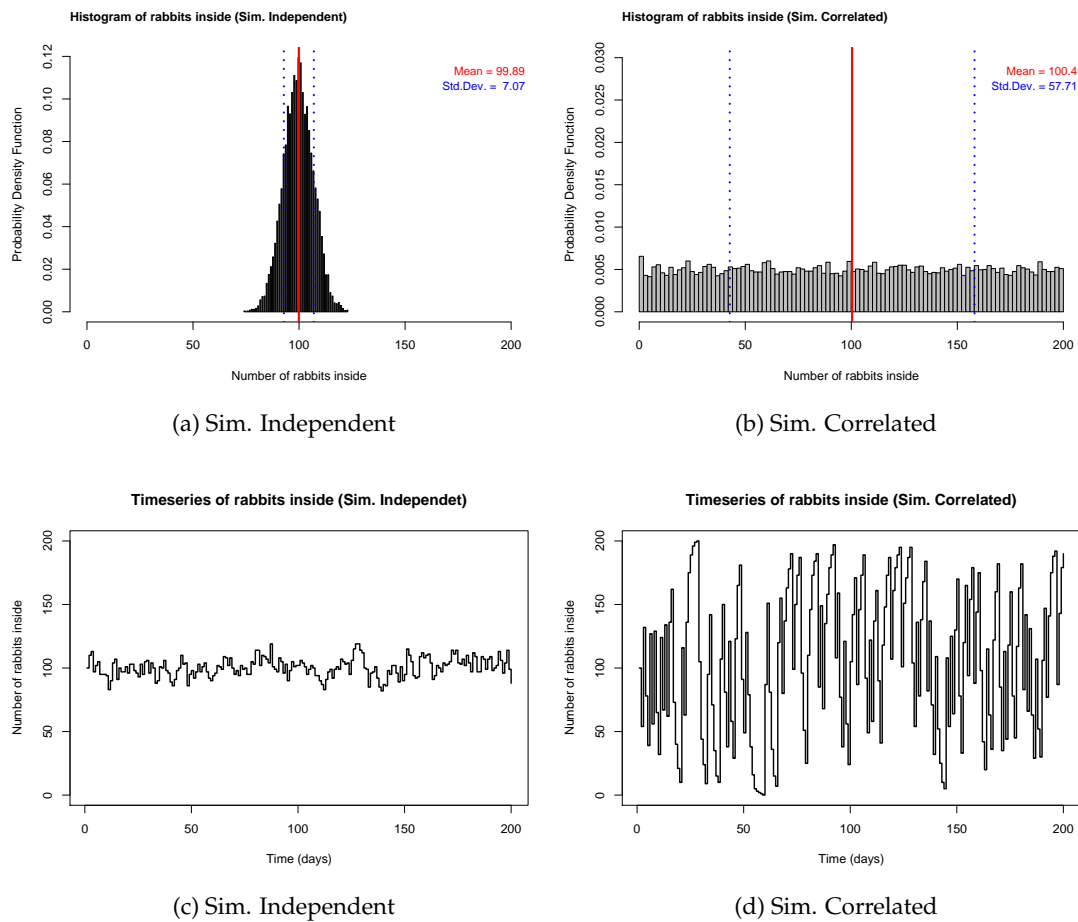 Histogram of rabbits inside (Sim. Independent)
Probability Density Function
0.00 0.02 0.04 0.06 0.08 0.10 0.12
Mean = 99.89
Std.Dev. = 7.07
0 50 100 150 200
Number of rabbits inside
(a) Sim. Independent
Histogram of rabbits inside (Sim. Correlated)
Probability Density Function
0.000 0.005 0.010 0.015 0.020 0.025 0.030
Mean = 100.4
Std.Dev. = 57.71
0 50 100 150 200
Number of rabbits inside
(b) Sim. Correlated
Timeseries of rabbits inside (Sim. Independet)
Number of rabbits inside
0 50 100 150 200
0 50 100 150 200
Time (days)
(c) Sim. Independent
Timeseries of rabbits inside (Sim. Correlated)
Number of rabbits inside
0 50 100 150 200
0 50 100 150 200
Time (days)
(d) Sim. Correlated